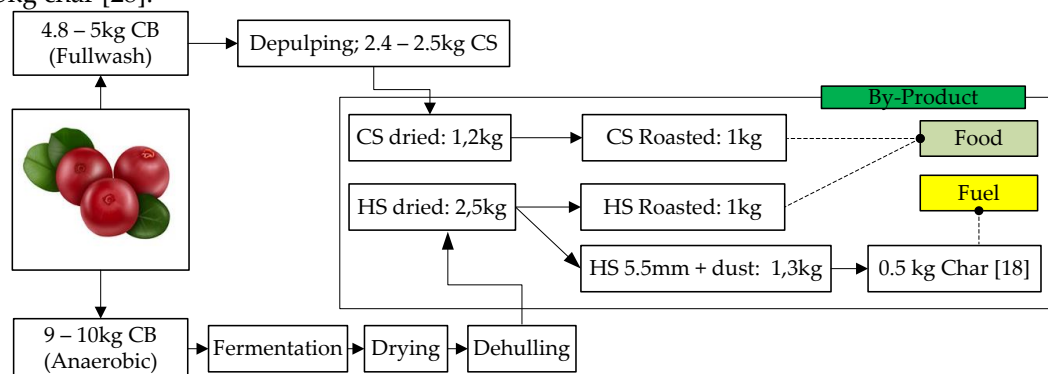 4.8 – 5kg CB
(Fullwash)
Depulping; 2.4 – 2.5kg CS
By-Product
CS dried: 1,2kg
CS Roasted: 1kg
Food
HS dried: 2,5kg
HS Roasted: 1kg
Fuel
HS 5.5mm + dust: 1,3kg
0.5 kg Char [18]
9 – 10kg CB
(Anaerobic)
Fermentation
Drying
Dehulling